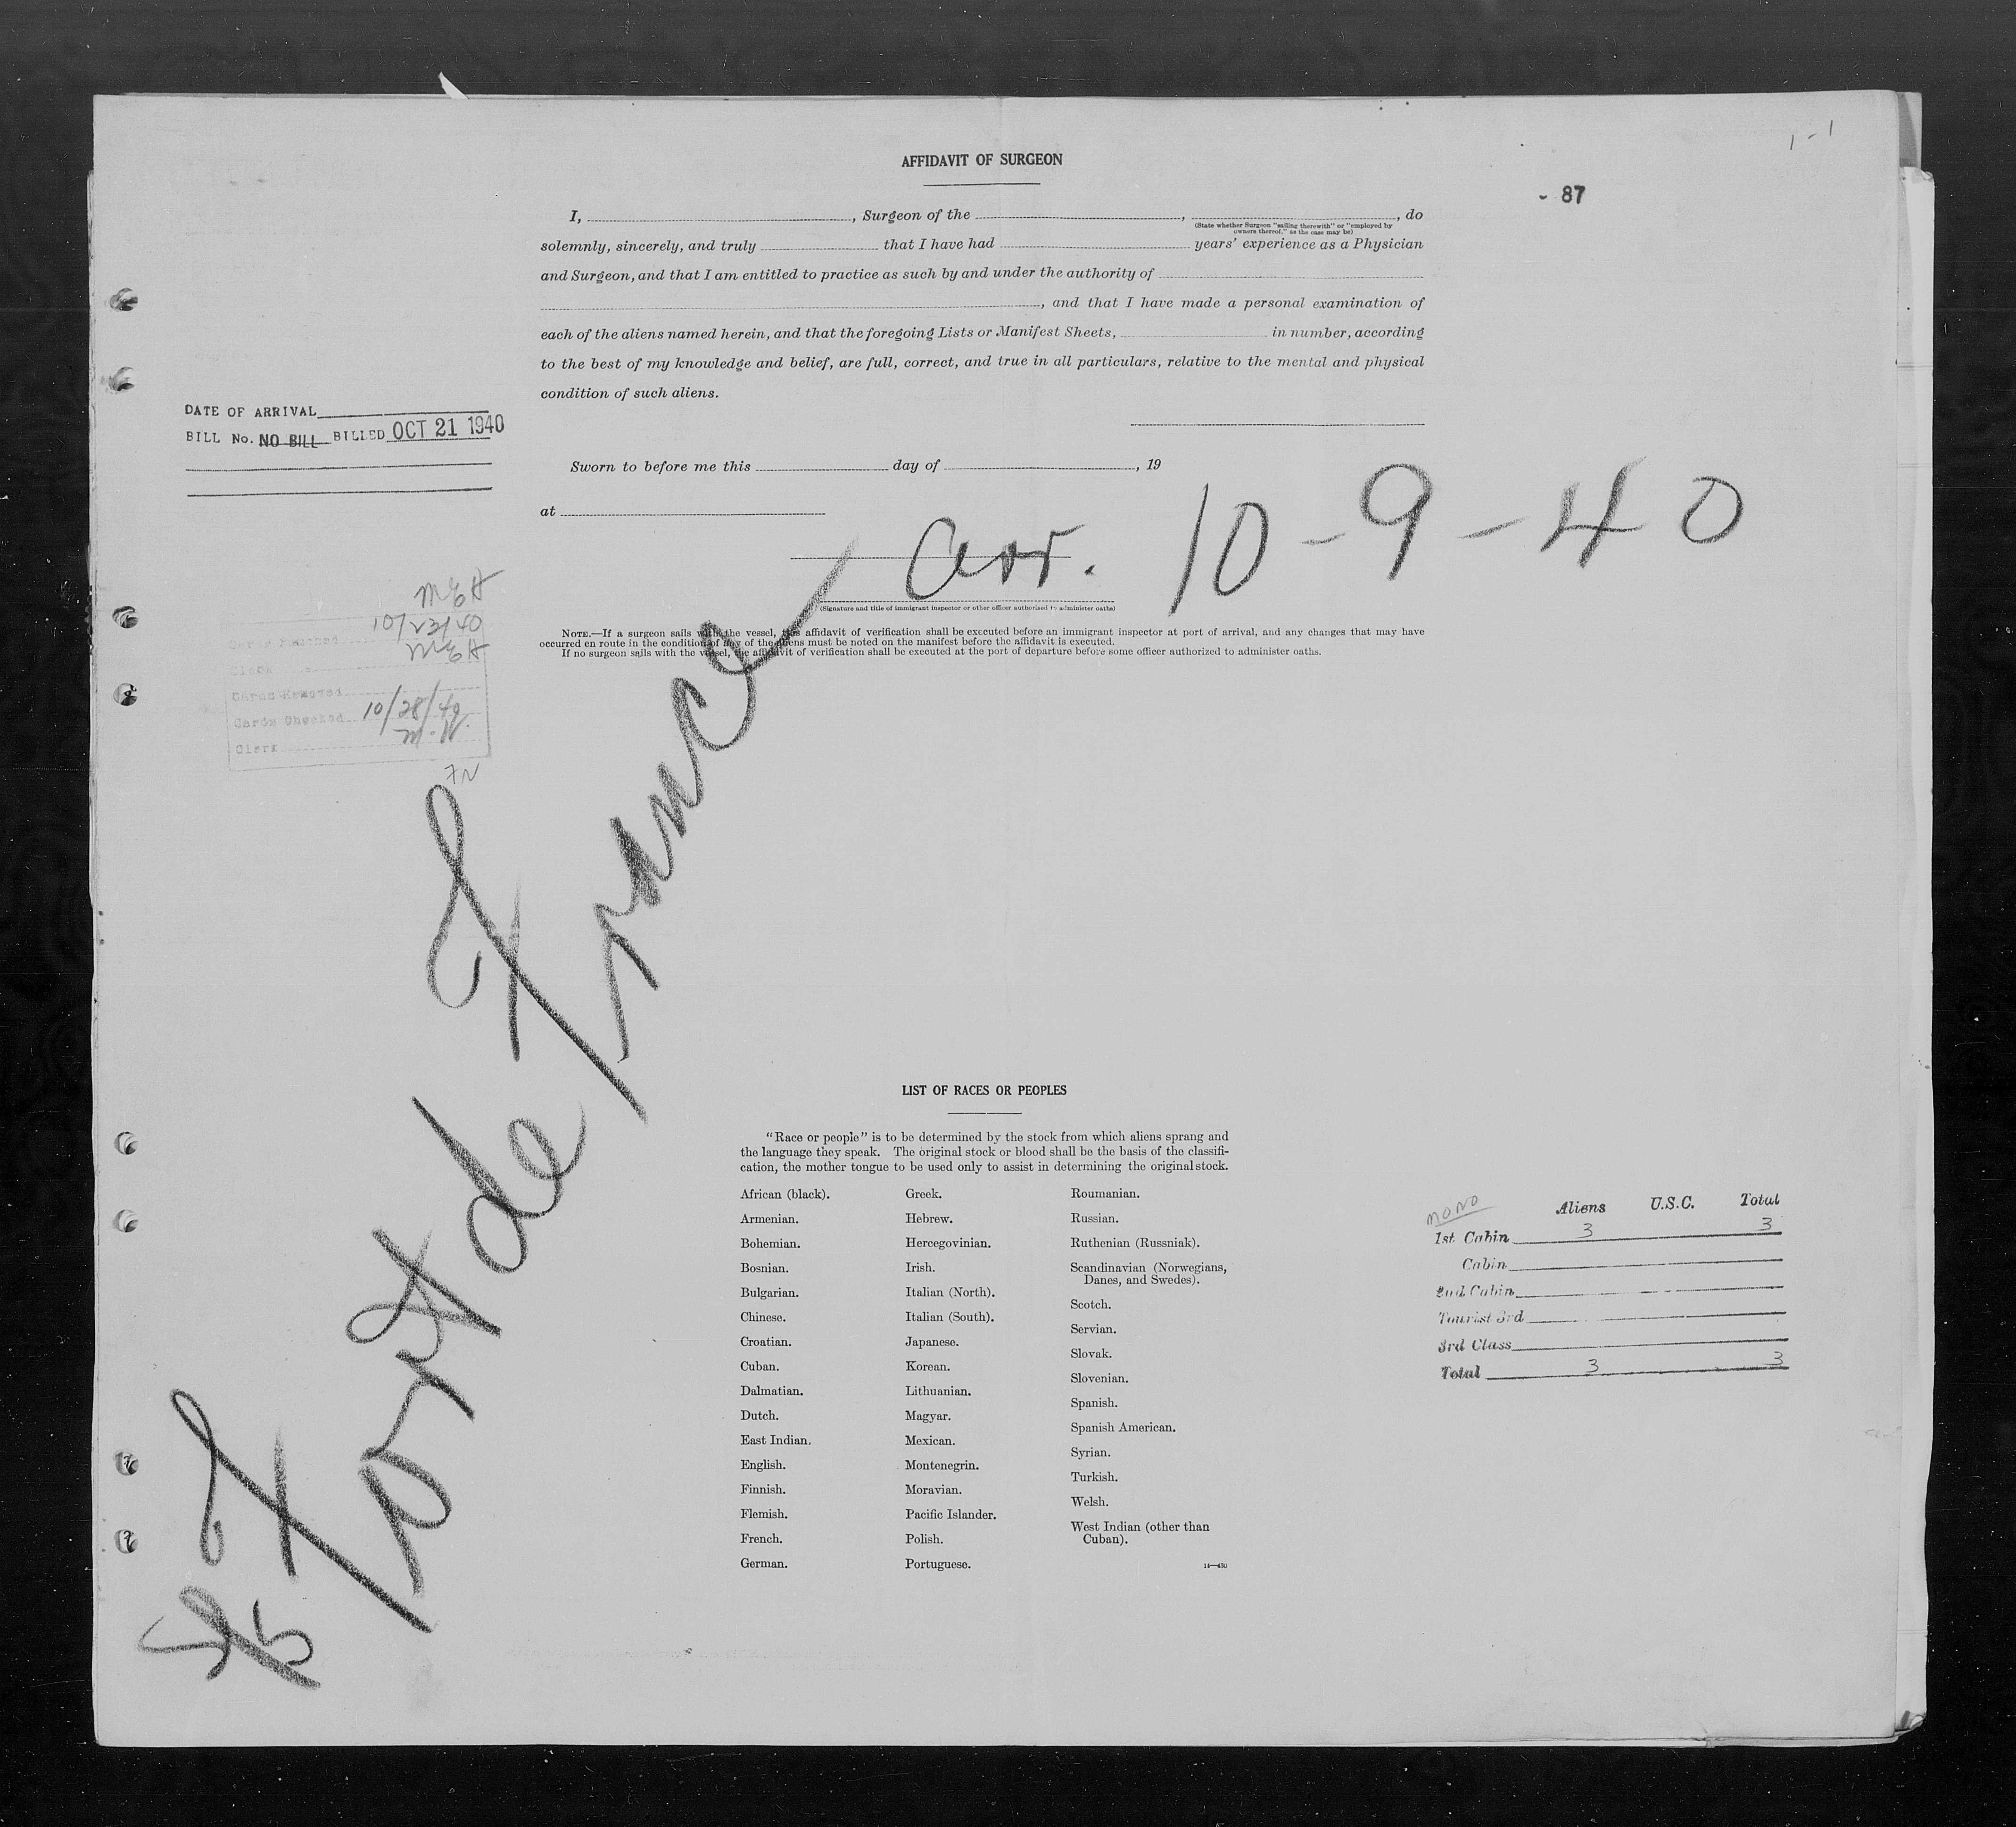 1-1
AFFIDAVIT OF SURGEON
- 87
I, , Surgeon of the , , do
(State whether Surgeon "sailing therewith" or "employed by
owners thereof," as the case may be)
solemnly, sincerely, and truly that I have had years' experience as a Physician
and Surgeon, and that I am entitled to practice as such by and under the authority of
, and that I have made a personal examination of
each of the aliens named herein, and that the foregoing Lists or Manifest Sheets, in number, according
to the best of my knowledge and belief, are full, correct, and true in all particulars, relative to the mental and physical
condition of such aliens.
DATE OF ARRIVAL
BILL No. NO BILL BILLED OCT 21 1940
Sworn to before me this day of , 19
at
Arr. 10-9-40
(Signature and title of immigrant inspector or other officer authorized to administer oaths)
NOTE.—If a surgeon sails with the vessel, this affidavit of verification shall be executed before an immigrant inspector at port of arrival, and any changes that may have
occurred en route in the condition of any of the aliens must be noted on the manifest before the affidavit is executed.
If no surgeon sails with the vessel, the affidavit of verification shall be executed at the port of departure before some officer authorized to administer oaths.
MEH
Cards Punched 10/23/40
Clerk MEH
Cards
Cards Checked 10/28/40
Clerk M.N.
FN
SS Fort de France
LIST OF RACES OR PEOPLES
"Race or people" is to be determined by the stock from which aliens sprang and
the language they speak. The original stock or blood shall be the basis of the classifi-
cation, the mother tongue to be used only to assist in determining the original stock.
African (black).
Armenian.
Bohemian.
Bosnian.
Bulgarian.
Chinese.
Croatian.
Cuban.
Dalmatian.
Dutch.
East Indian.
English.
Finnish.
Flemish.
French.
German.
Greek.
Hebrew.
Hercegovinian.
Irish.
Italian (North).
Italian (South).
Japanese.
Korean.
Lithuanian.
Magyar.
Mexican.
Montenegrin.
Moravian.
Pacific Islander.
Polish.
Portuguese.
Roumanian.
Russian.
Ruthenian (Russniak).
Scandinavian (Norwegians,
Danes, and Swedes).
Scotch.
Servian.
Slovak.
Slovenian.
Spanish.
Spanish American.
Syrian.
Turkish.
Welsh.
West Indian (other than
Cuban).
14—430
MONO
Aliens U.S.C. Total
1st Cabin 3 3
Cabin
2nd Cabin
Tourist 3rd
3rd Class
Total 3 3